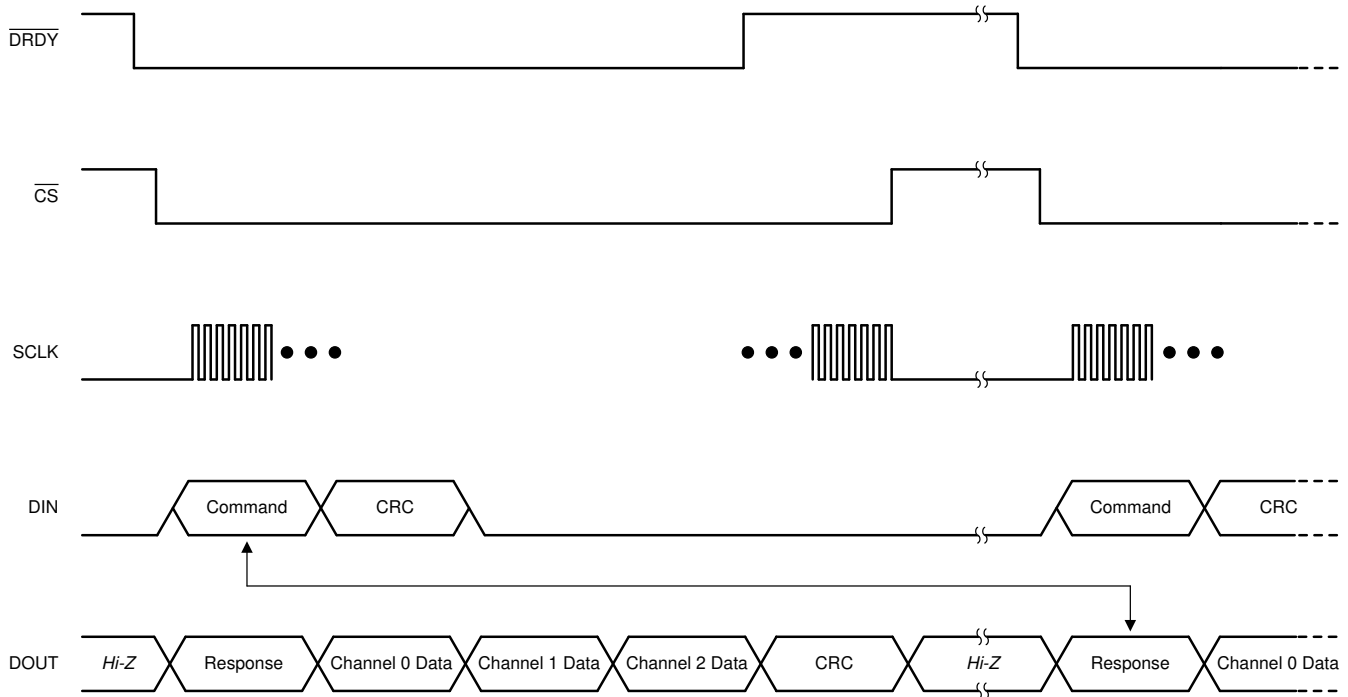 DRDY
CS
SCLK
DIN
Command
CRC
Command
CRC
DOUT
Hi-Z
Response
Channel 0 Data
Channel 1 Data
Channel 2 Data
CRC
Hi-Z
Response
Channel 0 Data